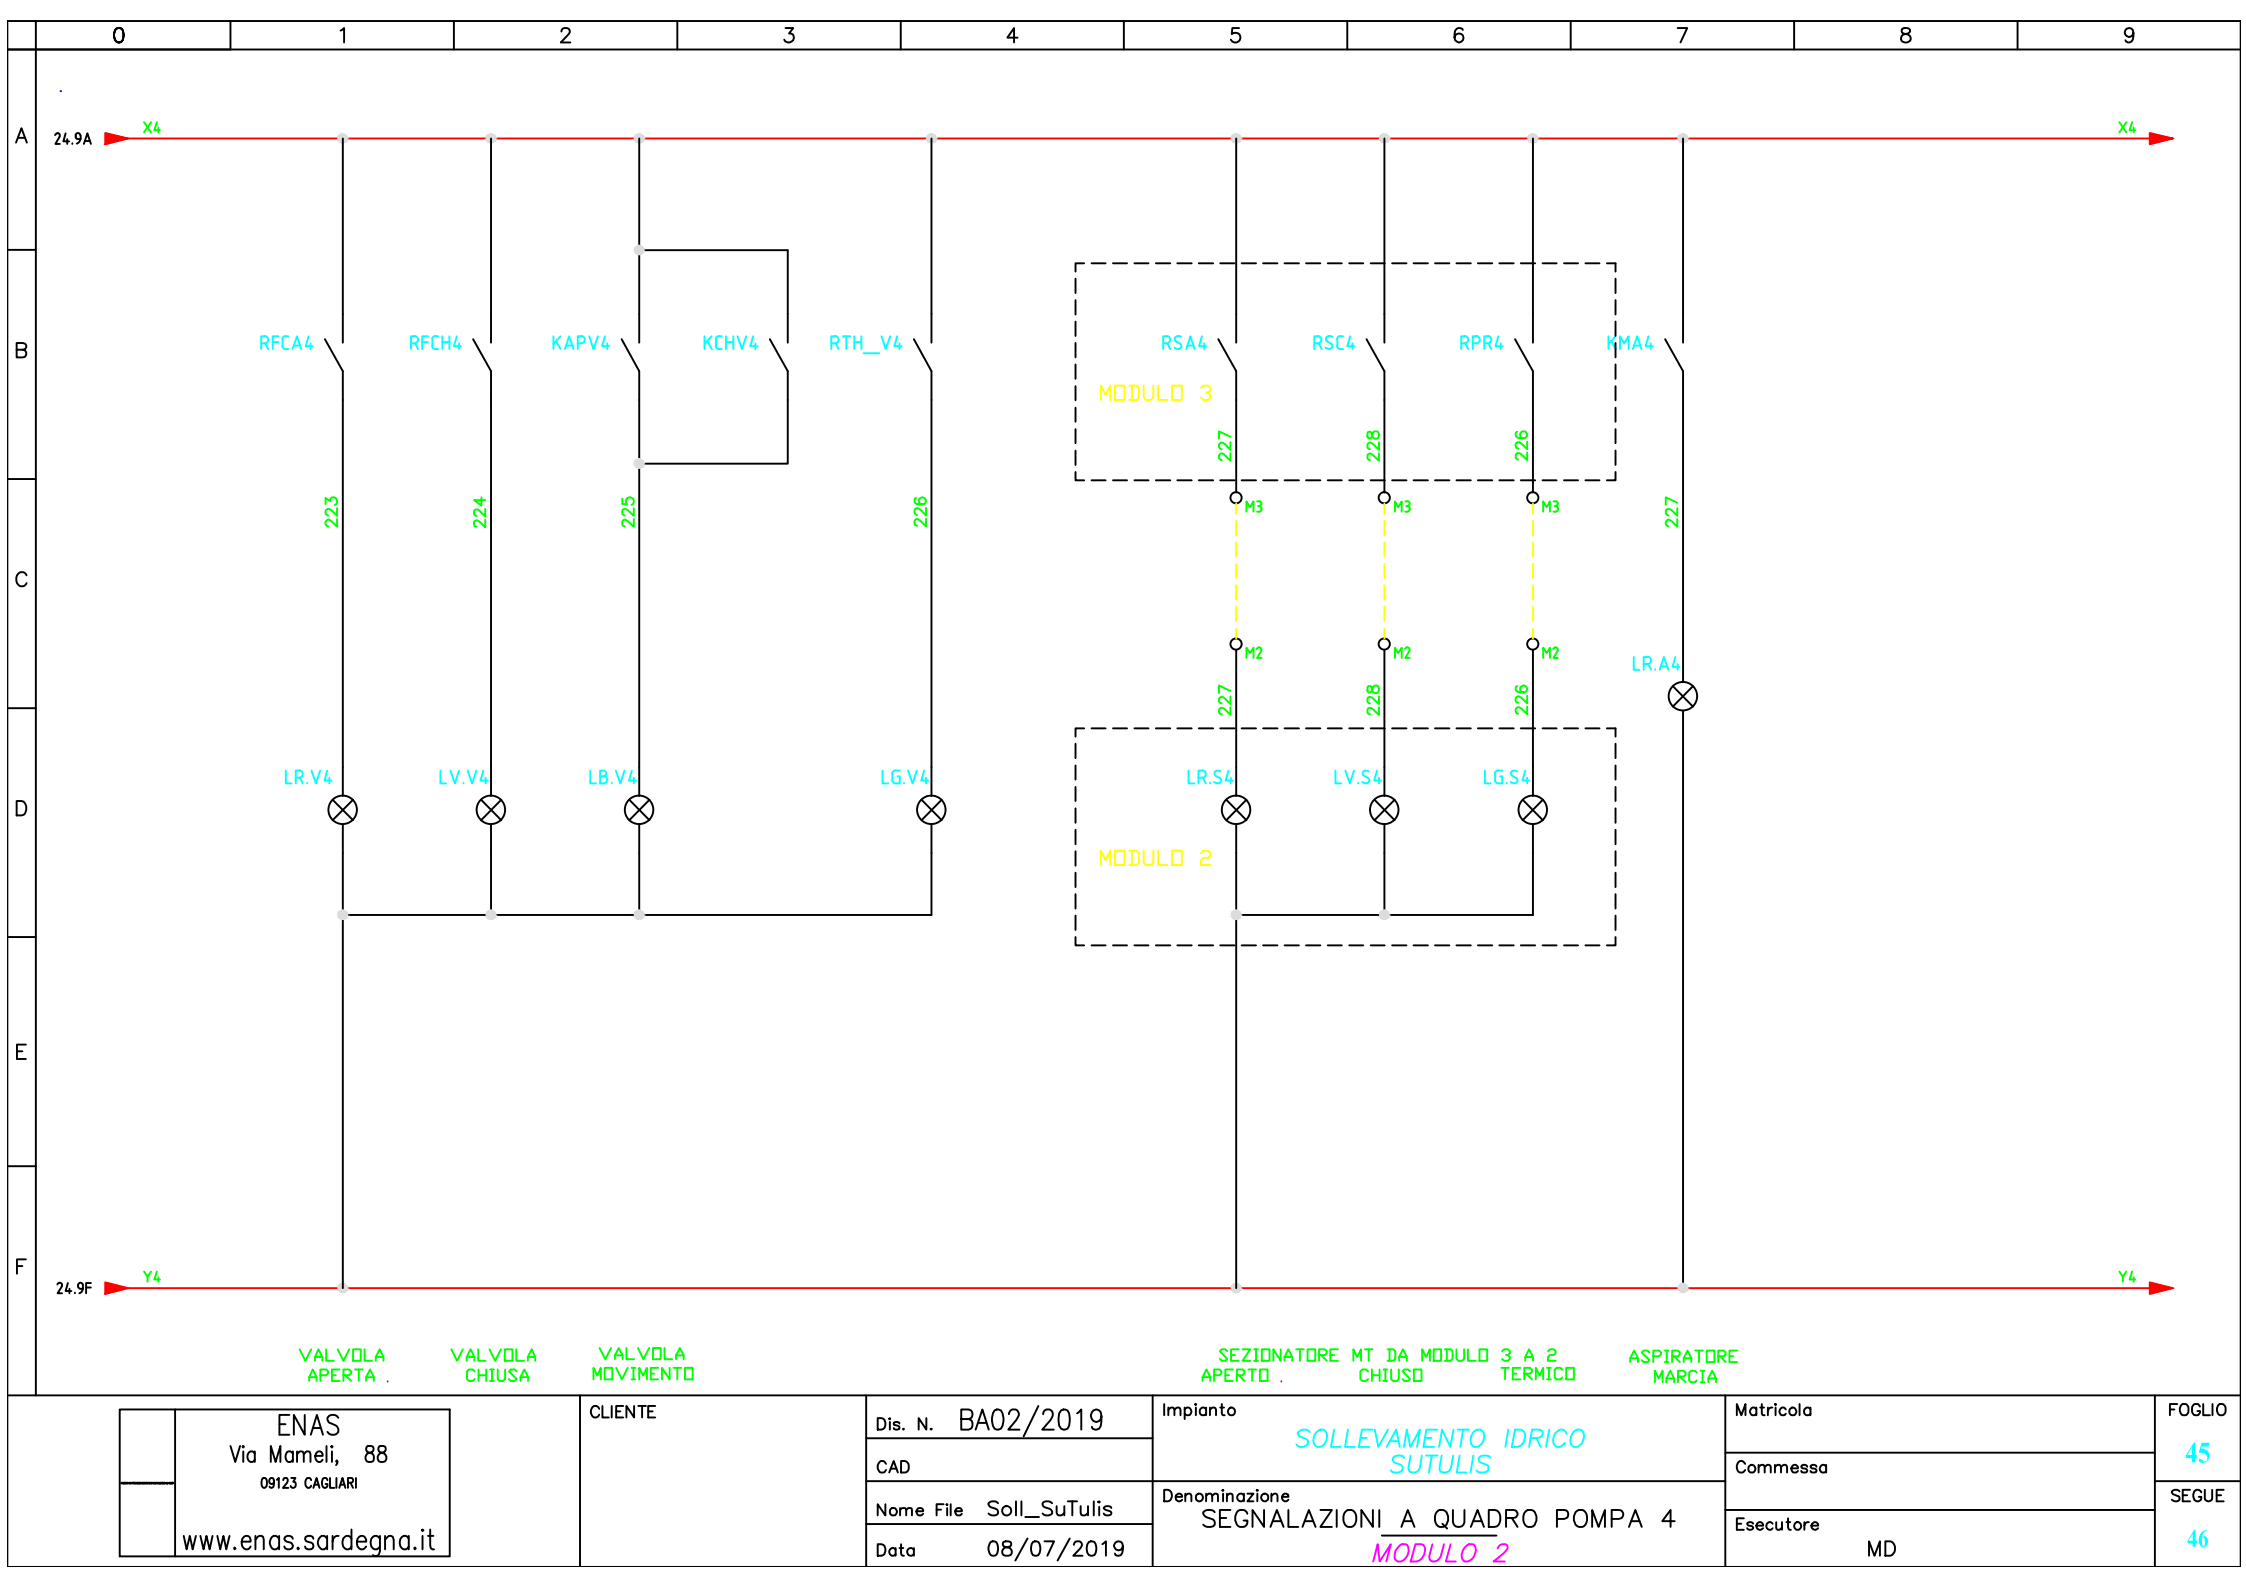 0 1 2 3 4 5 6 7 8 9
A
24.9A X4 X4
B
RFCA4 RFCH4 KAPV4 KCHV4 RTH_V4 RSA4 RSC4 RPR4 KMA4
MODULO 3
227 228 226
223 224 225 226 227
M3 M3 M3
C
M2 M2 M2
LR.A4
227 228 226
D
LR.V4 LV.V4 LB.V4 LG.V4 LR.S4 LV.S4 LG.S4
MODULO 2
E
F
24.9F Y4 Y4
VALVOLA VALVOLA VALVOLA SEZIONATORE MT DA MODULO 3 A 2 ASPIRATORE
APERTA . CHIUSA MOVIMENTO APERTO . CHIUSO TERMICO MARCIA
ENAS
Via Mameli, 88
09123 CAGLIARI
www.enas.sardegna.it
CLIENTE
Dis. N. BA02/2019
CAD
Nome File Soll_SuTulis
Data 08/07/2019
Impianto
SOLLEVAMENTO IDRICO
SUTULIS
Denominazione
SEGNALAZIONI A QUADRO POMPA 4
MODULO 2
Matricola
Commessa
Esecutore
MD
FOGLIO
45
SEGUE
46